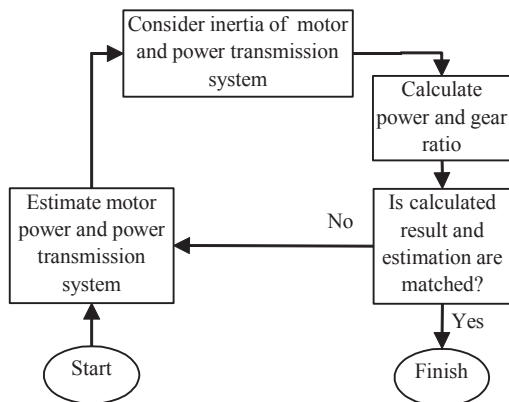 Consider inertia of motor
and power transmission
system
Calculate
power and gear
ratio
Estimate motor
power and power
transmission
system
No
Is calculated
result and
estimation are
matched?
Yes
Start
Finish